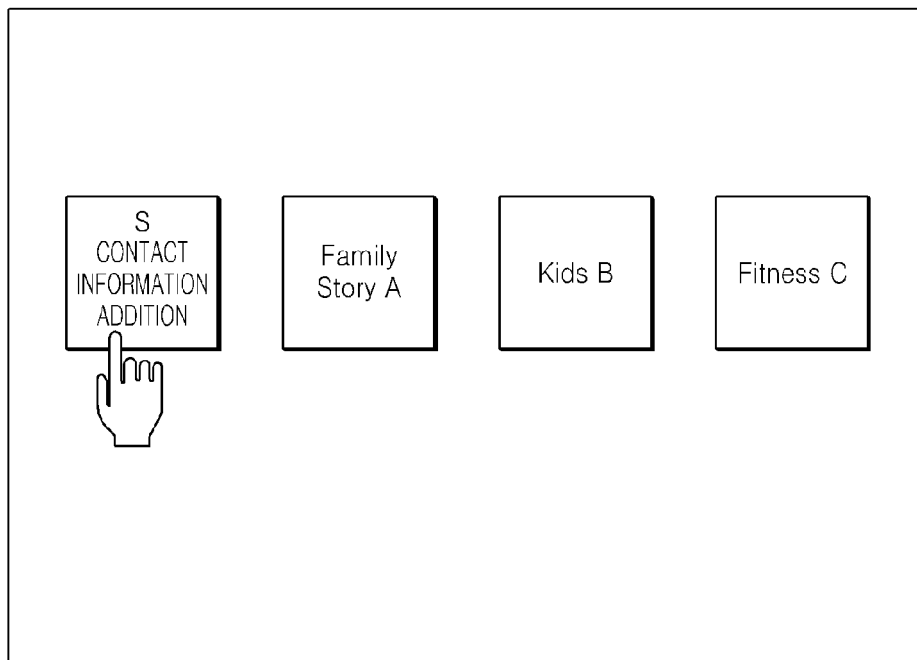 S
CONTACT
INFORMATION
ADDITION
Family
Story A
Kids B
Fitness C